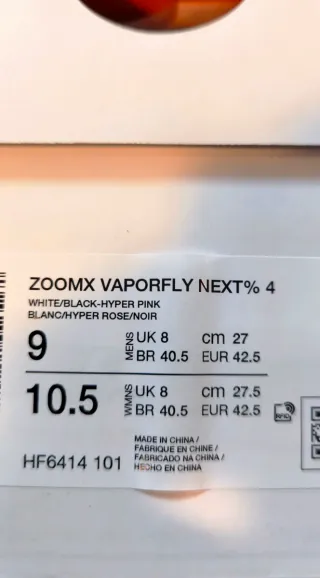 ZOOMX VAPORFLY NEXT% 4
WHITE/BLACK-HYPER PINK
BLANC/HYPER ROSE/NOIR
9 MENS UK 8 cm 27
BR 40.5 EUR 42.5
10.5 WMNS UK 8 cm 27.5
BR 40.5 EUR 42.5
RFID
MADE IN CHINA /
FABRIQUE EN CHINE /
FABRICADO NA CHINA /
HECHO EN CHINA
HF6414 101